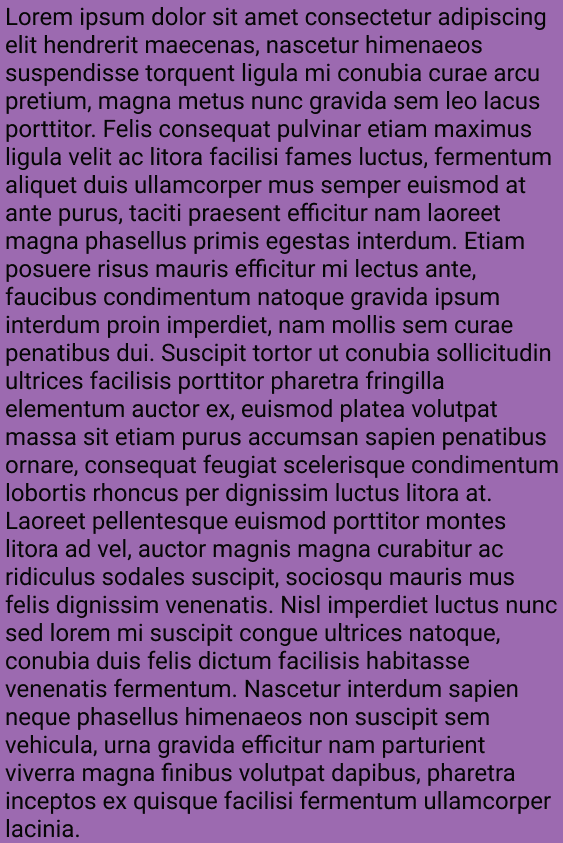 Lorem ipsum dolor sit amet consectetur adipiscing
elit hendrerit maecenas, nascetur himenaeos
suspendisse torquent ligula mi conubia curae arcu
pretium, magna metus nunc gravida sem leo lacus
porttitor. Felis consequat pulvinar etiam maximus
ligula velit ac litora facilisi fames luctus, fermentum
aliquet duis ullamcorper mus semper euismod at
ante purus, taciti praesent efficitur nam laoreet
magna phasellus primis egestas interdum. Etiam
posuere risus mauris efficitur mi lectus ante,
faucibus condimentum natoque gravida ipsum
interdum proin imperdiet, nam mollis sem curae
penatibus dui. Suscipit tortor ut conubia sollicitudin
ultrices facilisis porttitor pharetra fringilla
elementum auctor ex, euismod platea volutpat
massa sit etiam purus accumsan sapien penatibus
ornare, consequat feugiat scelerisque condimentum
lobortis rhoncus per dignissim luctus litora at.
Laoreet pellentesque euismod porttitor montes
litora ad vel, auctor magnis magna curabitur ac
ridiculus sodales suscipit, sociosqu mauris mus
felis dignissim venenatis. Nisl imperdiet luctus nunc
sed lorem mi suscipit congue ultrices natoque,
conubia duis felis dictum facilisis habitasse
venenatis fermentum. Nascetur interdum sapien
neque phasellus himenaeos non suscipit sem
vehicula, urna gravida efficitur nam parturient
viverra magna finibus volutpat dapibus, pharetra
inceptos ex quisque facilisi fermentum ullamcorper
lacinia.